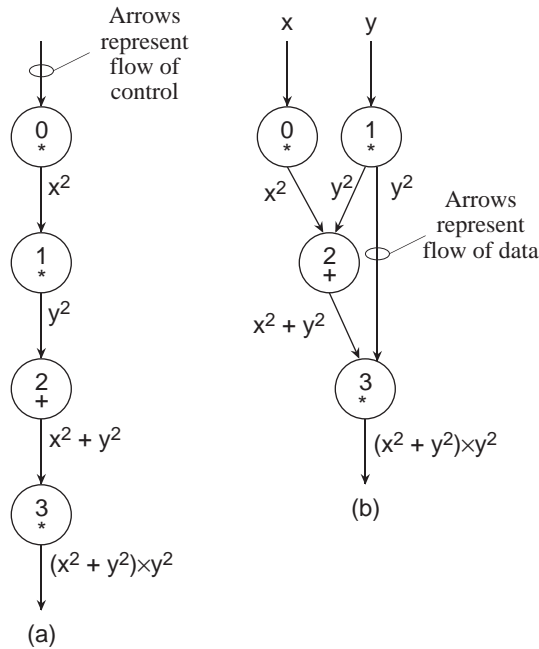 Arrows
represent
flow of
control
0
*
x²
1
*
y²
2
+
x² + y²
3
*
(x² + y²)×y²
(a)
x y
0
*
1
*
x² y² y²
Arrows
represent
flow of data
2
+
x² + y²
3
*
(x² + y²)×y²
(b)